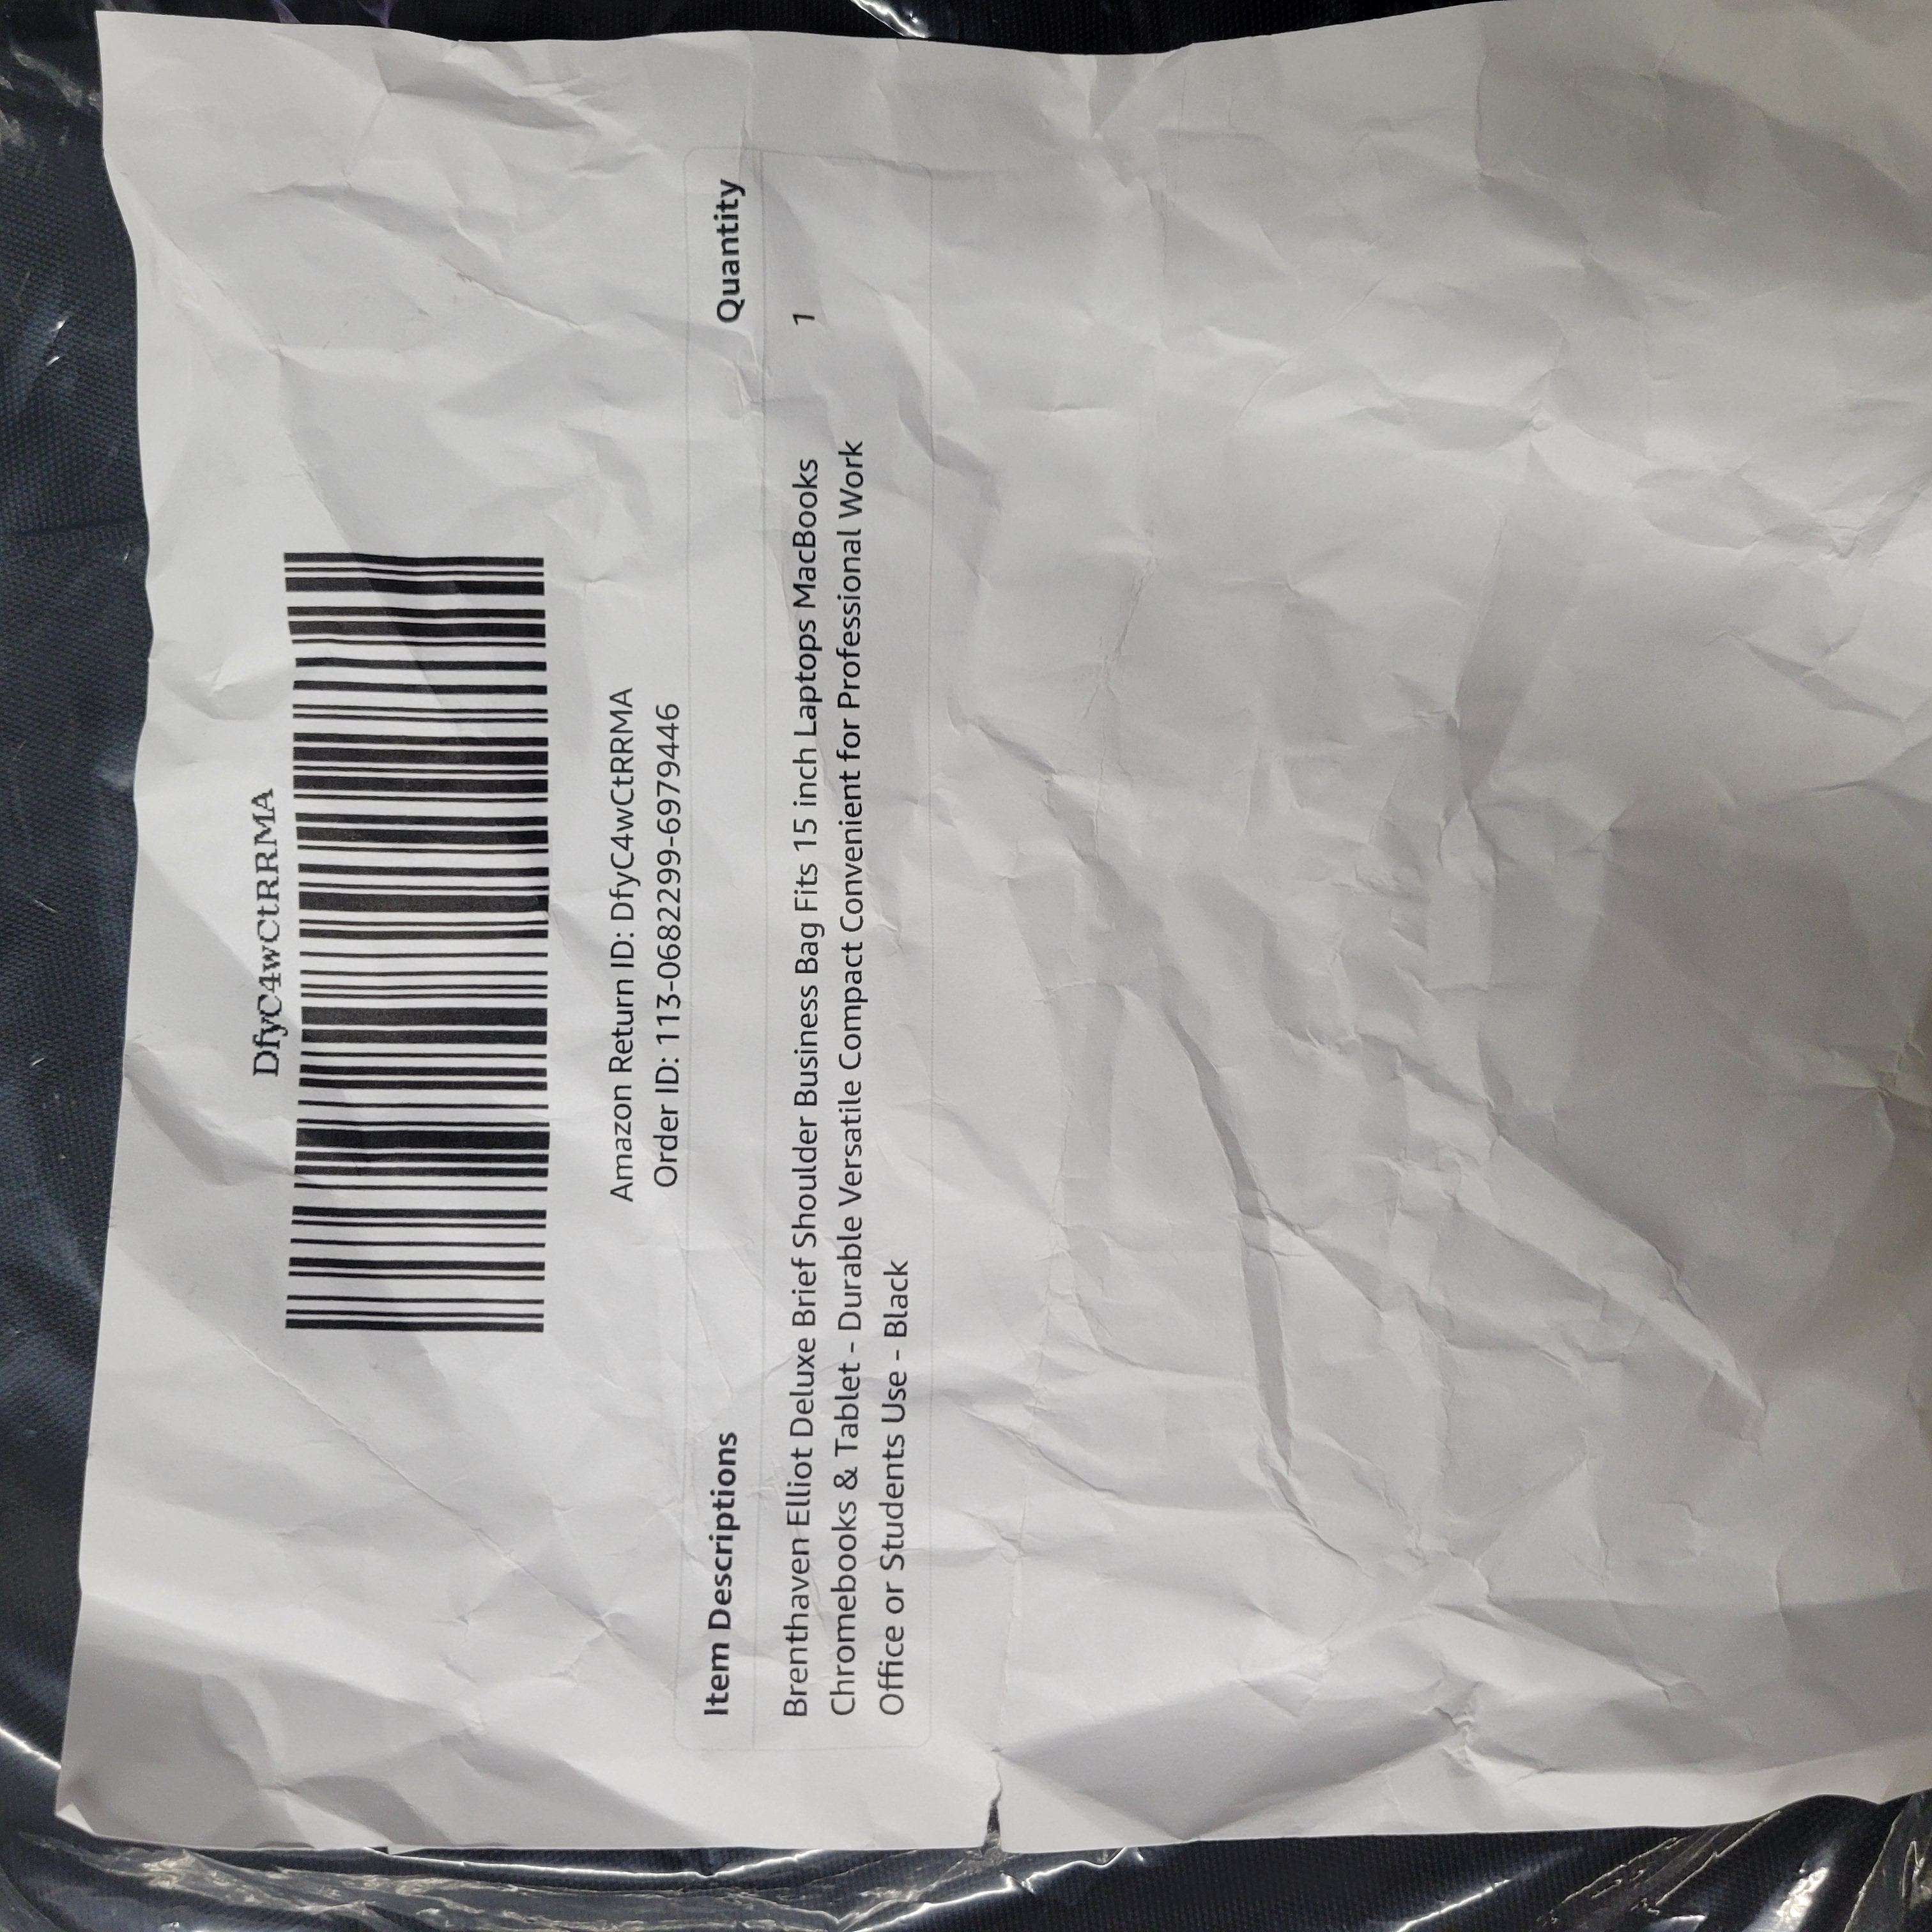 DfyC4wCtRRMA
Amazon Return ID: DfyC4wCtRRMA
Order ID: 113-0682299-6979446
Item Descriptions Quantity
Brenthaven Elliot Deluxe Brief Shoulder Business Bag Fits 15 inch Laptops MacBooks 1
Chromebooks & Tablet - Durable Versatile Compact Convenient for Professional Work
Office or Students Use - Black